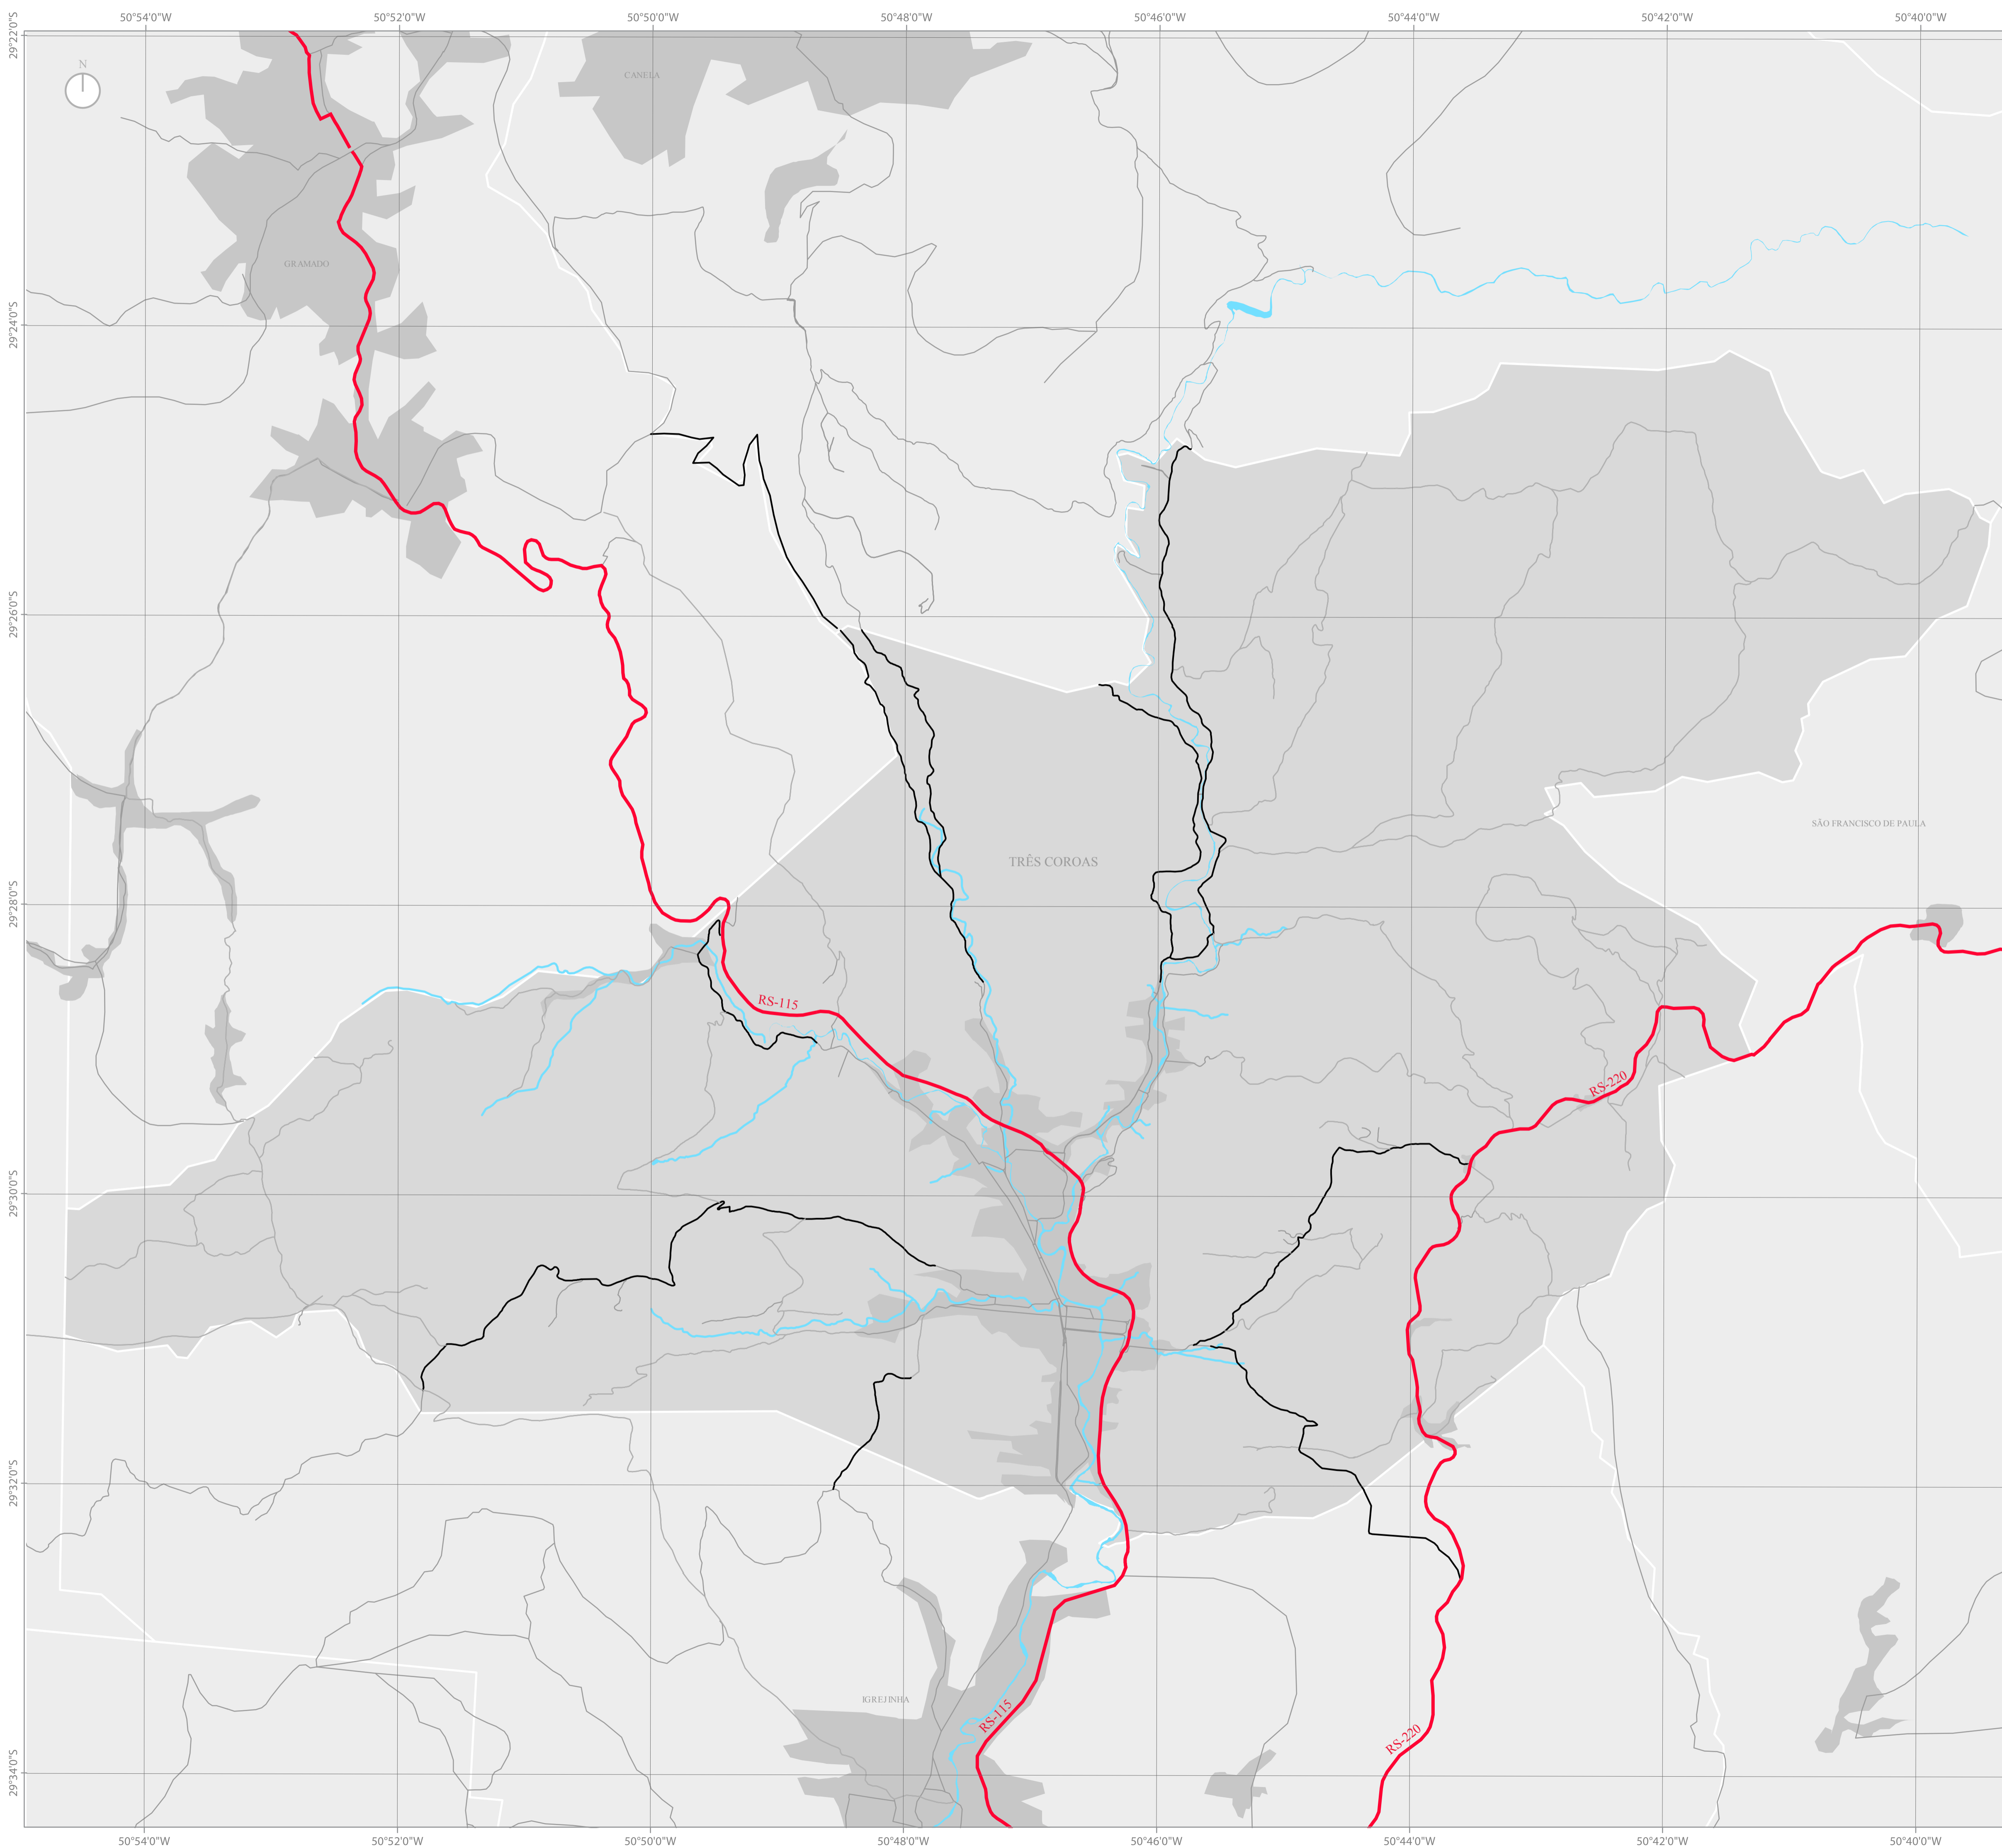 50°54'0"W 50°52'0"W 50°50'0"W 50°48'0"W 50°46'0"W 50°44'0"W 50°42'0"W 50°40'0"W
29°22'0"S
N
CANELA
GRAMADO
29°24'0"S
29°26'0"S
SÃO FRANCISCO DE PAULA
TRÊS COROAS
29°28'0"S
RS-115
RS-220
29°30'0"S
29°32'0"S
IGREJINHA
RS-115
RS-220
29°34'0"S
50°54'0"W 50°52'0"W 50°50'0"W 50°48'0"W 50°46'0"W 50°44'0"W 50°42'0"W 50°40'0"W